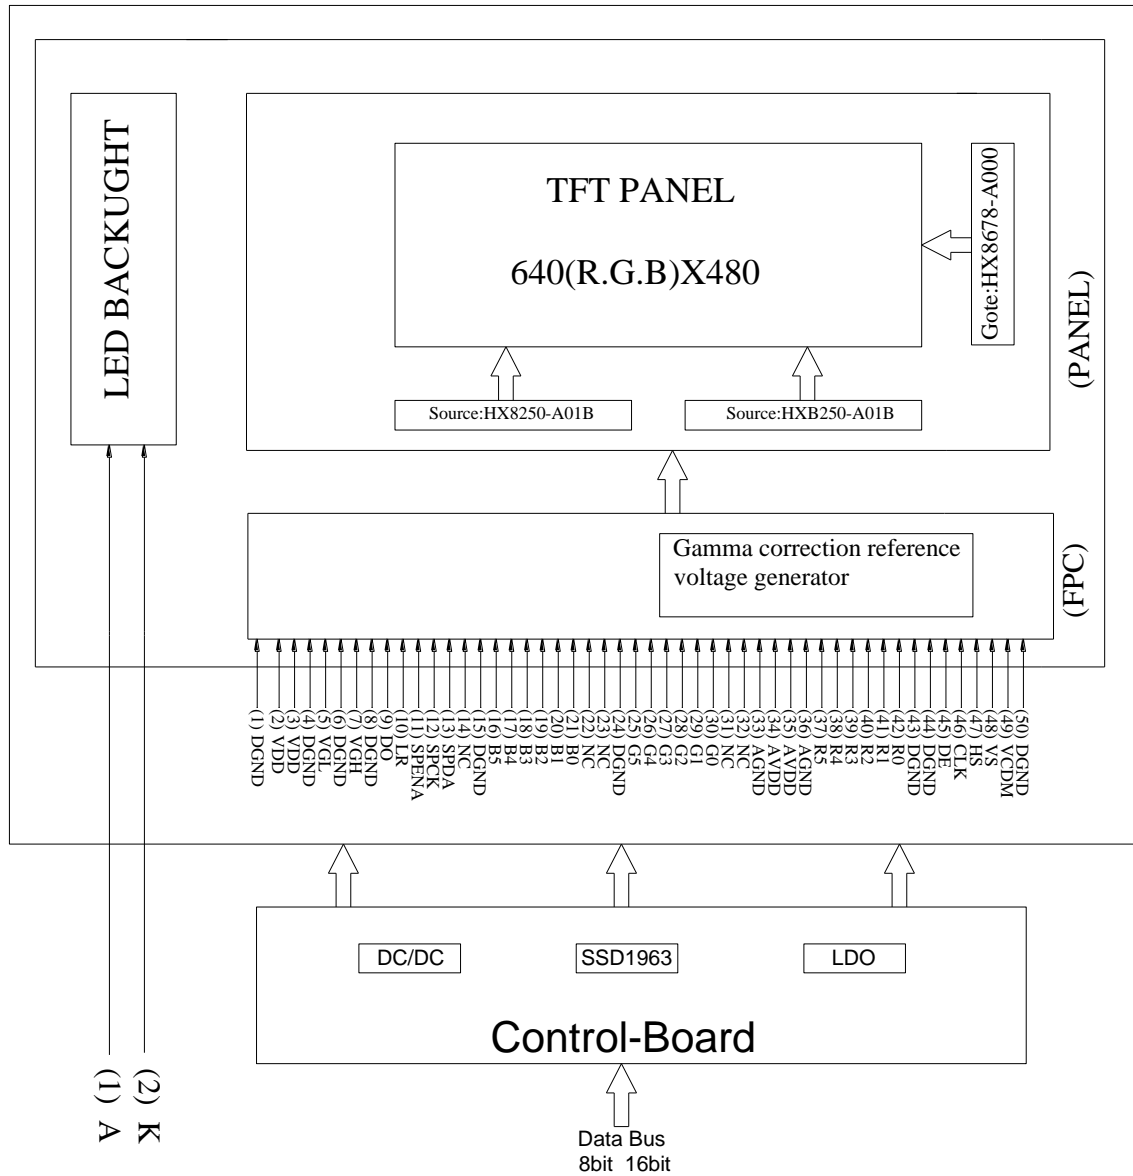 LED BACKUGHT
TFT PANEL
640(R.G.B)X480
Gote:HX8678-A000
(PANEL)
Source:HX8250-A01B
Source:HXB250-A01B
Gamma correction reference
voltage generator
(FPC)
(1) DGND
(2) VDD
(3) VDD
(4) DGND
(5) VGL
(6) DGND
(7) VGH
(8) DGND
(9) DO
(10) LR
(11) SPENA
(12) SPCK
(13) SPDA
(14) NC
(15) DGND
(16) B5
(17) B4
(18) B3
(19) B2
(20) B1
(21) B0
(22) NC
(23) NC
(24) DGND
(25) G5
(26) G4
(27) G3
(28) G2
(29) G1
(30) G0
(31) NC
(32) NC
(33) AGND
(34) AVDD
(35) AVDD
(36) AGND
(37) R5
(38) R4
(39) R3
(40) R2
(41) R1
(42) R0
(43) DGND
(44) DGND
(45) DE
(46) CLK
(47) HS
(48) VS
(49) VCDM
(50) DGND
DC/DC
SSD1963
LDO
Control-Board
(1) A
(2) K
Data Bus
8bit 16bit